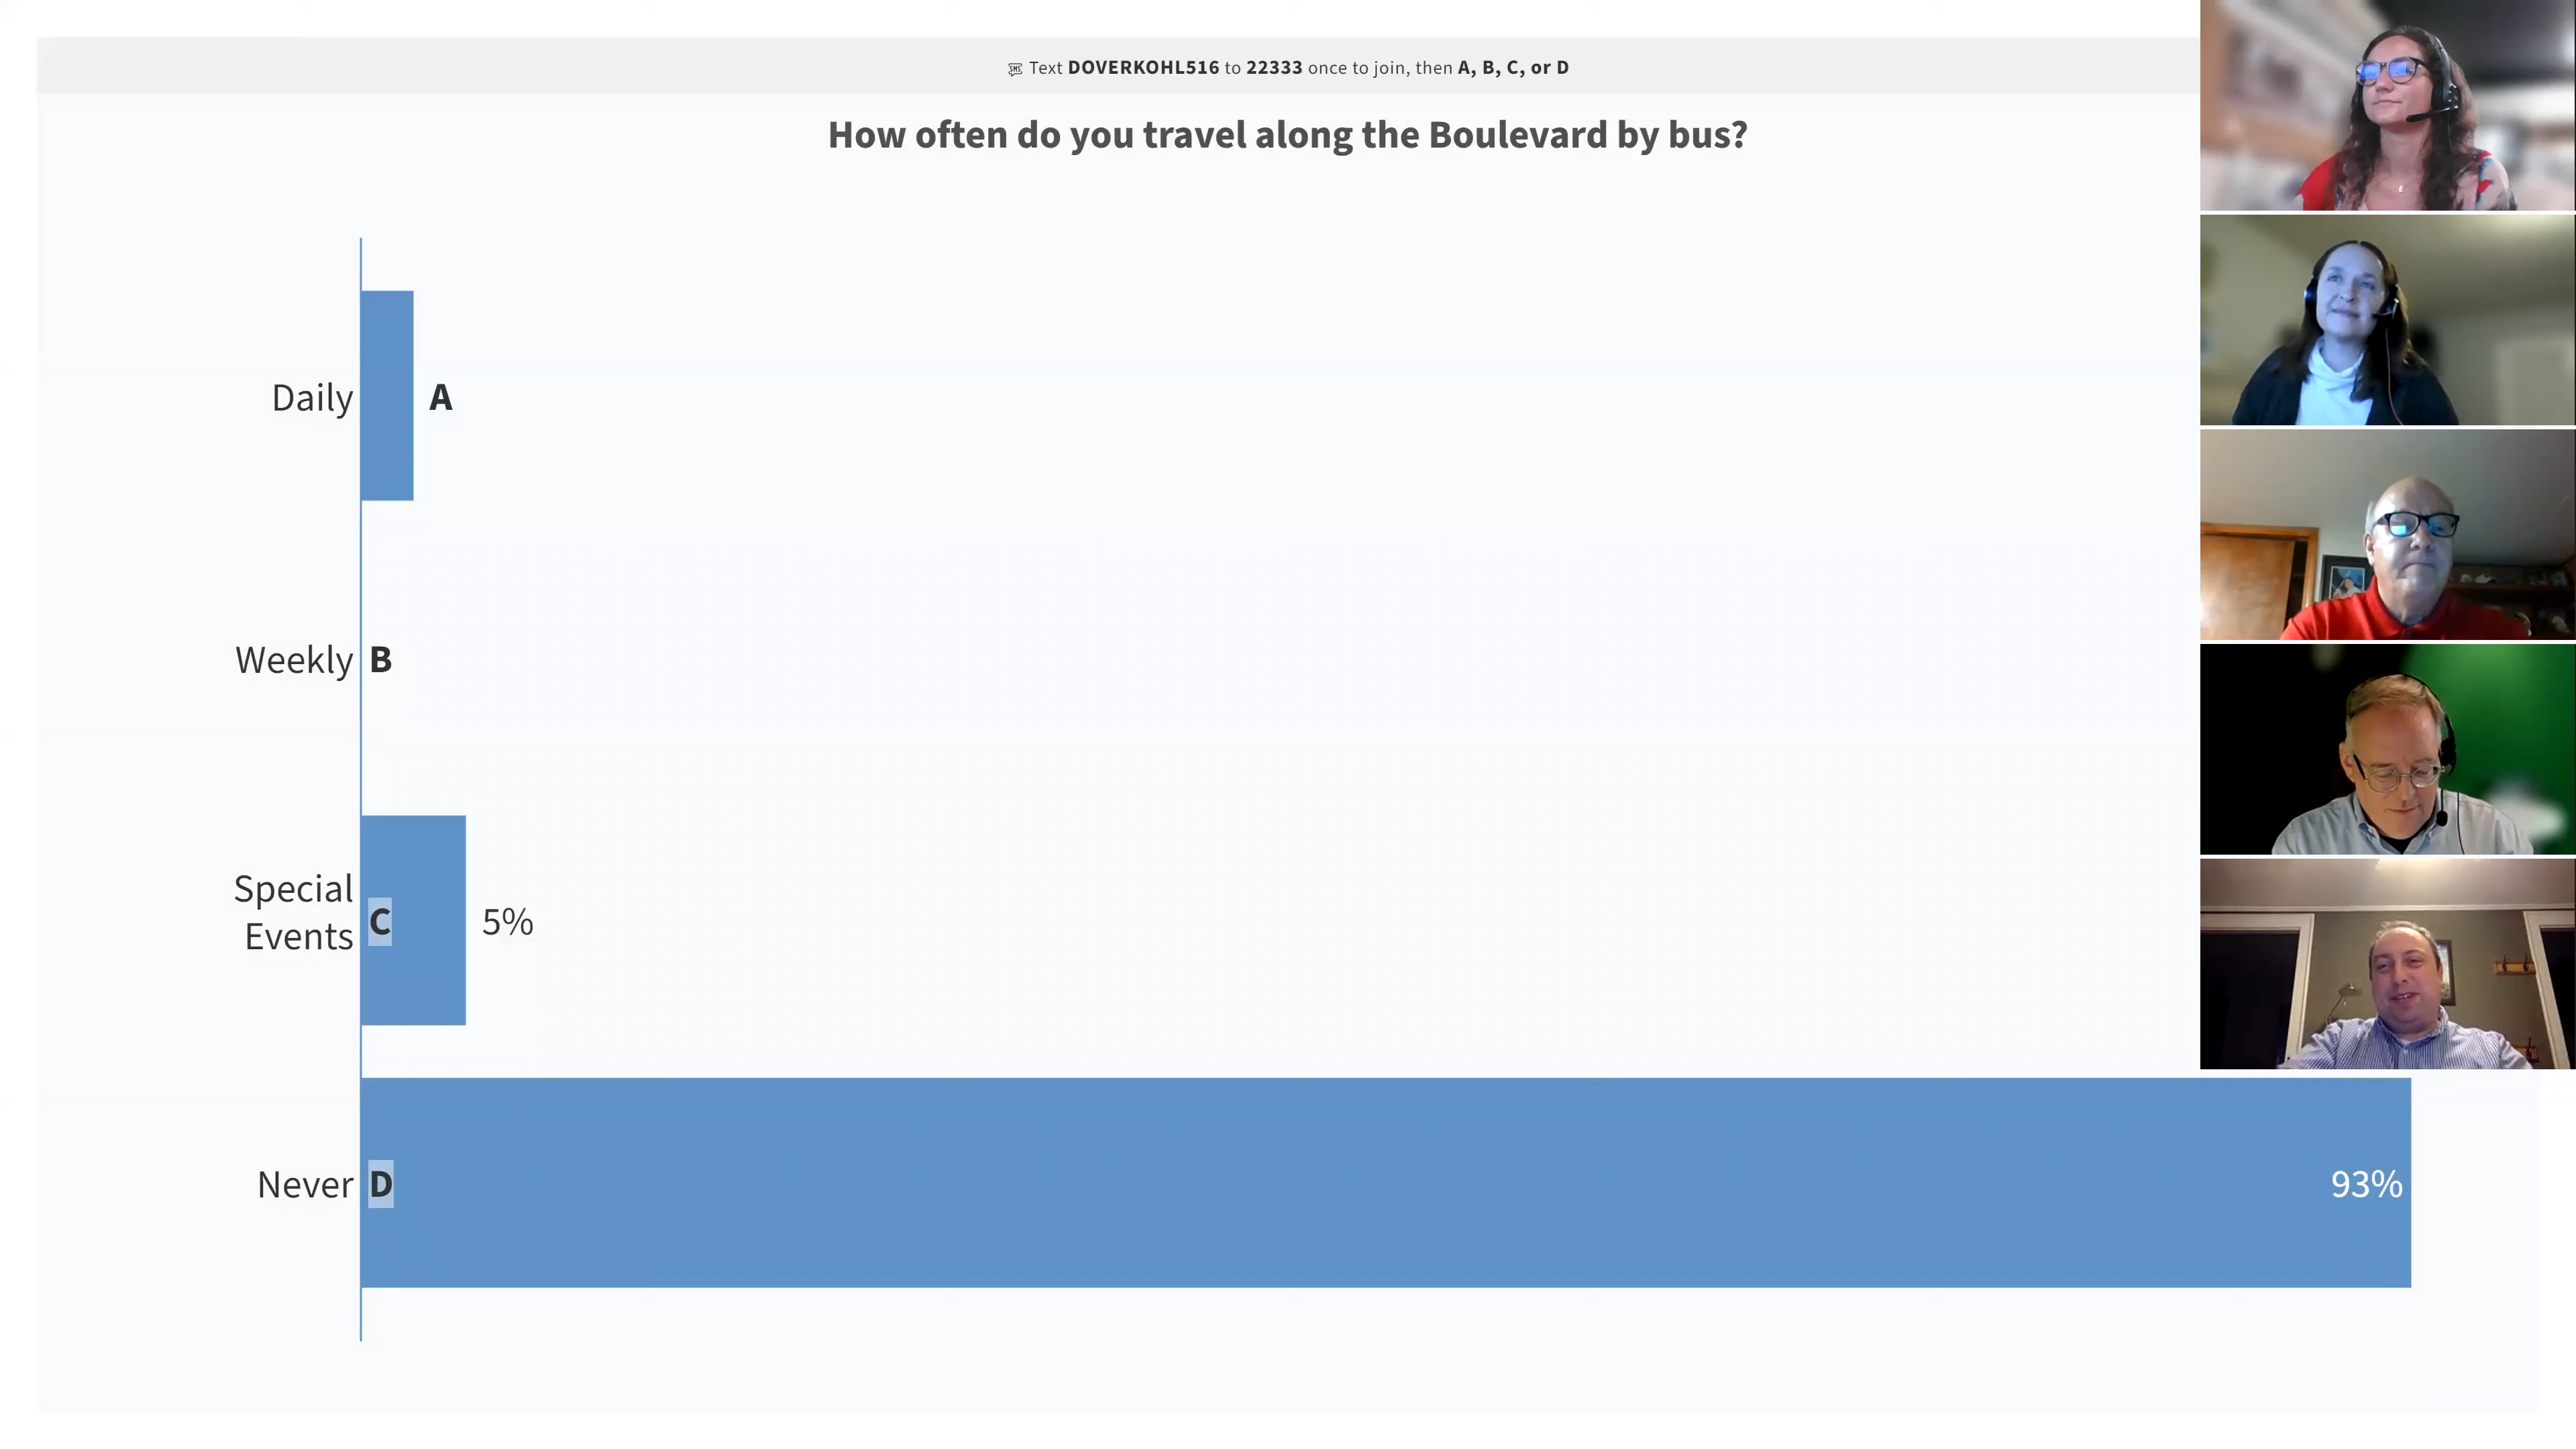 Text DOVERKOHL516 to 22333 once to join, then A, B, C, or D
How often do you travel along the Boulevard by bus?
Daily A
Weekly B
Special
Events
C 5%
Never D 93%